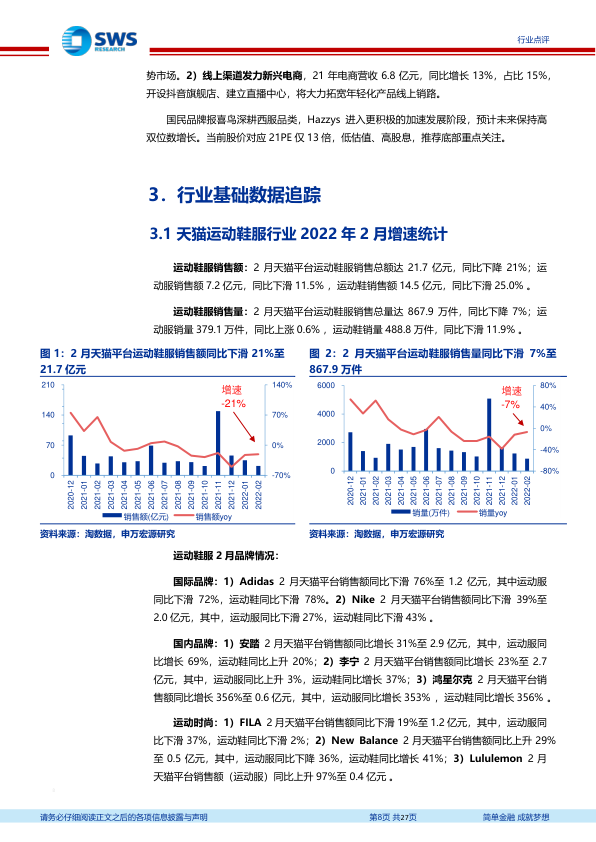 SWS
RESEARCH
行业点评
势市场。2）线上渠道发力新兴电商，21 年电商营收 6.8 亿元，同比增长 13%，占比 15%，
开设抖音旗舰店、建立直播中心，将大力拓宽年轻化产品线上销路。
国民品牌报喜鸟深耕西服品类，Hazzys 进入更积极的加速发展阶段，预计未来保持高
双位数增长。当前股价对应 21PE 仅 13 倍，低估值、高股息，推荐底部重点关注。
3．行业基础数据追踪
3.1 天猫运动鞋服行业 2022 年 2 月增速统计
运动鞋服销售额：2 月天猫平台运动鞋服销售总额达 21.7 亿元，同比下降 21%；运
动服销售额 7.2 亿元，同比下滑 11.5% ，运动鞋销售额 14.5 亿元，同比下滑 25.0% 。
运动鞋服销售量：2 月天猫平台运动鞋服销售总量达 867.9 万件，同比下降 7%；运
动服销量 379.1 万件，同比上涨 0.6% ，运动鞋销量 488.8 万件，同比下滑 11.9% 。
图 1：2 月天猫平台运动鞋服销售额同比下滑 21%至
21.7 亿元
210
140
70
0
140%
70%
0%
-70%
增速
-21%
2020-12
2021-01
2021-02
2021-03
2021-04
2021-05
2021-06
2021-07
2021-08
2021-09
2021-10
2021-11
2021-12
2022-01
2022-02
销售额(亿元)
销售额yoy
资料来源：淘数据，申万宏源研究
图 2：2 月天猫平台运动鞋服销售量同比下滑 7%至
867.9 万件
6000
4000
2000
0
80%
40%
0%
-40%
-80%
增速
-7%
2020-12
2021-01
2021-02
2021-03
2021-04
2021-05
2021-06
2021-07
2021-08
2021-09
2021-10
2021-11
2021-12
2022-01
2022-02
销量(万件)
销量yoy
资料来源：淘数据，申万宏源研究
运动鞋服 2 月品牌情况：
国际品牌：1）Adidas 2 月天猫平台销售额同比下滑 76%至 1.2 亿元，其中运动服
同比下滑 72%，运动鞋同比下滑 78%。2）Nike 2 月天猫平台销售额同比下滑 39%至
2.0 亿元，其中，运动服同比下滑 27%，运动鞋同比下滑 43% 。
国内品牌：1）安踏 2 月天猫平台销售额同比增长 31%至 2.9 亿元，其中，运动服同
比增长 69%，运动鞋同比上升 20%；2）李宁 2 月天猫平台销售额同比增长 23%至 2.7
亿元，其中，运动服同比上升 3%，运动鞋同比增长 37%；3）鸿星尔克 2 月天猫平台销
售额同比增长 356%至 0.6 亿元，其中，运动服同比增长 353% ，运动鞋同比增长 356% 。
运动时尚：1）FILA 2 月天猫平台销售额同比下滑 19%至 1.2 亿元，其中，运动服同
比下滑 37%，运动鞋同比下滑 2%；2）New Balance 2 月天猫平台销售额同比上升 29%
至 0.5 亿元，其中，运动服同比下降 36%，运动鞋同比增长 41%；3）Lululemon 2 月
天猫平台销售额（运动服）同比上升 97%至 0.4 亿元 。
请务必仔细阅读正文之后的各项信息披露与声明
第8页 共27页
简单金融 成就梦想